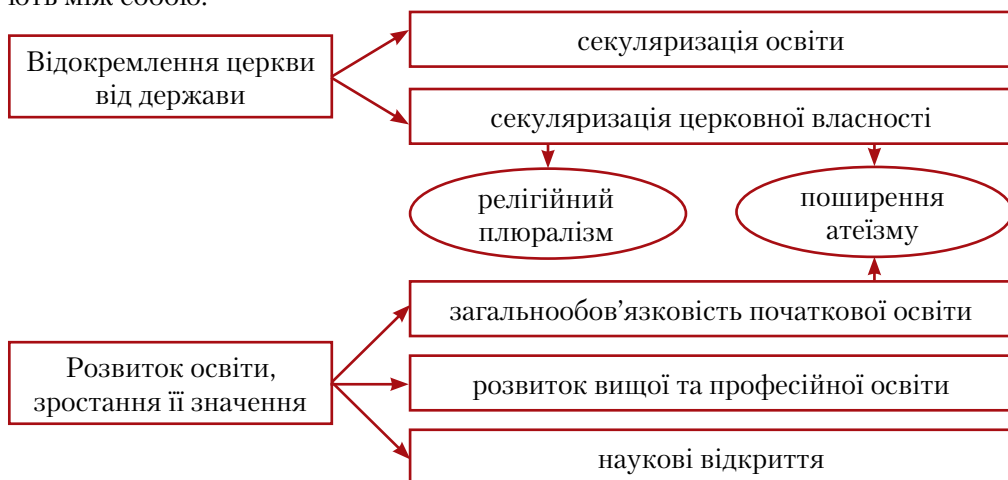 ють між собою.
Відокремлення церкви
від держави
секуляризація освіти
секуляризація церковної власності
релігійний
плюралізм
поширення
атеїзму
Розвиток освіти,
зростання її значення
загальнообов’язковість початкової освіти
розвиток вищої та професійної освіти
наукові відкриття